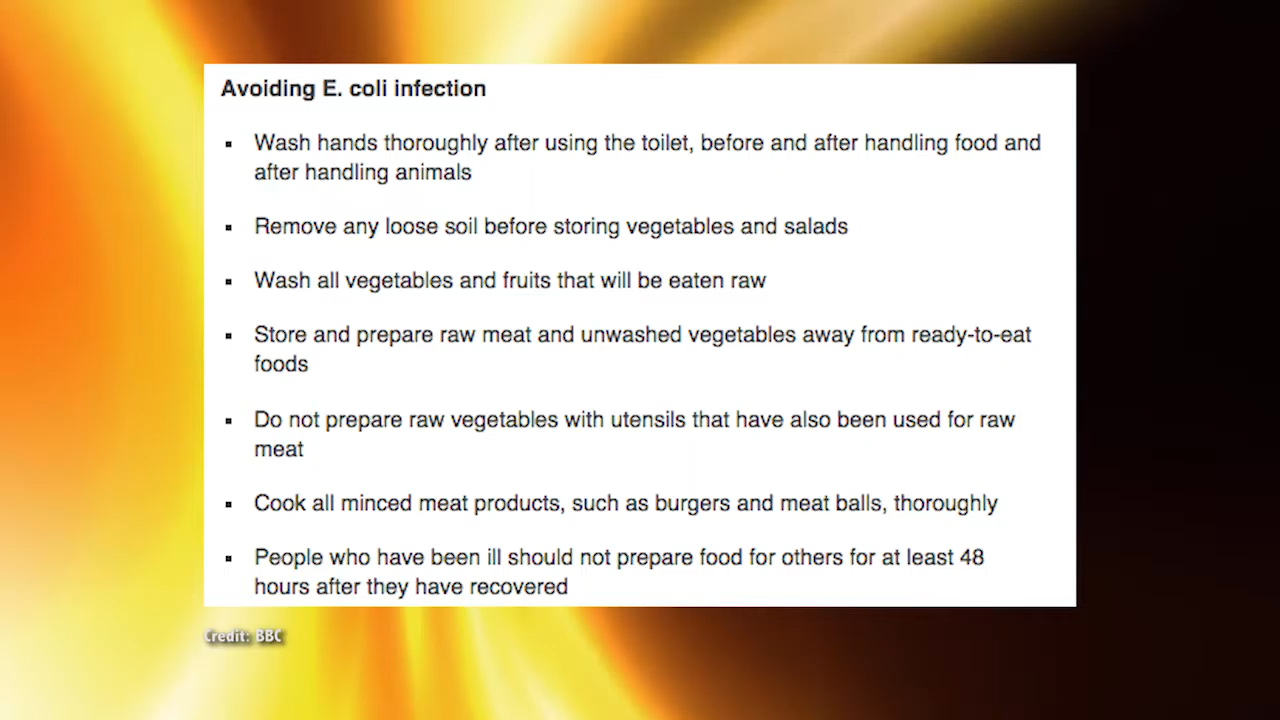 Avoiding E. coli infection
▪ Wash hands thoroughly after using the toilet, before and after handling food and
after handling animals
▪ Remove any loose soil before storing vegetables and salads
▪ Wash all vegetables and fruits that will be eaten raw
▪ Store and prepare raw meat and unwashed vegetables away from ready-to-eat
foods
▪ Do not prepare raw vegetables with utensils that have also been used for raw
meat
▪ Cook all minced meat products, such as burgers and meat balls, thoroughly
▪ People who have been ill should not prepare food for others for at least 48
hours after they have recovered
Credit: BBC